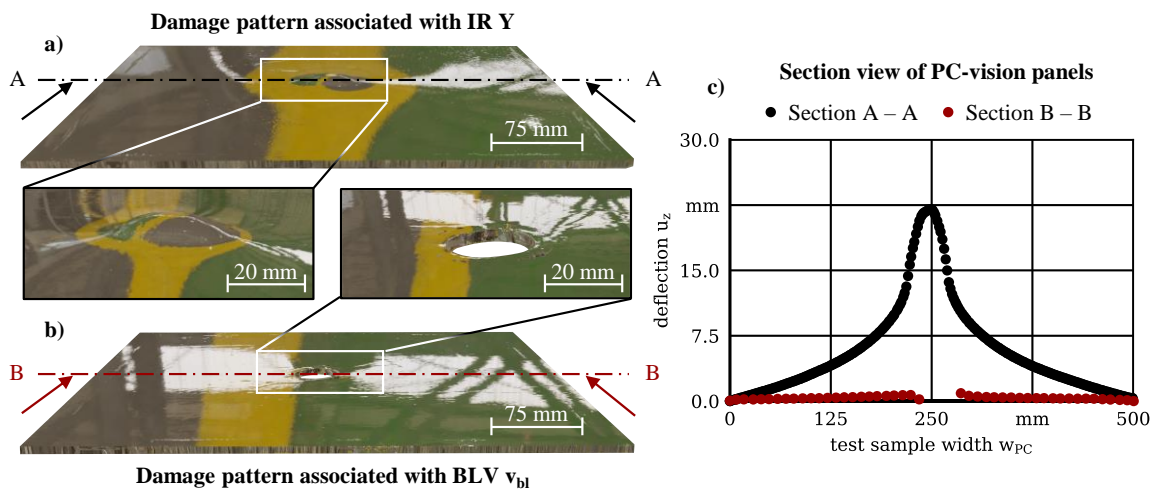 Damage pattern associated with IR Y
a)
A
A
75 mm
20 mm
20 mm
b)
B
B
75 mm
Damage pattern associated with BLV v_bl
Section view of PC-vision panels
c)
Section A – A
Section B – B
30.0
mm
15.0
7.5
0.0
deflection u_z
0
125
250
mm
500
test sample width w_PC